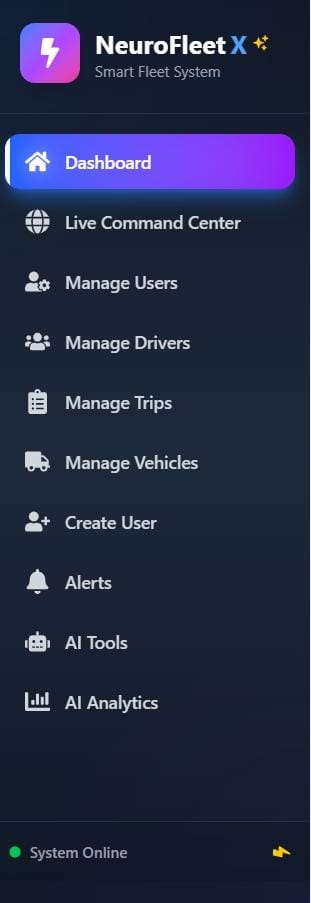 NeuroFleet X
Smart Fleet System
Dashboard
Live Command Center
Manage Users
Manage Drivers
Manage Trips
Manage Vehicles
Create User
Alerts
AI Tools
AI Analytics
System Online